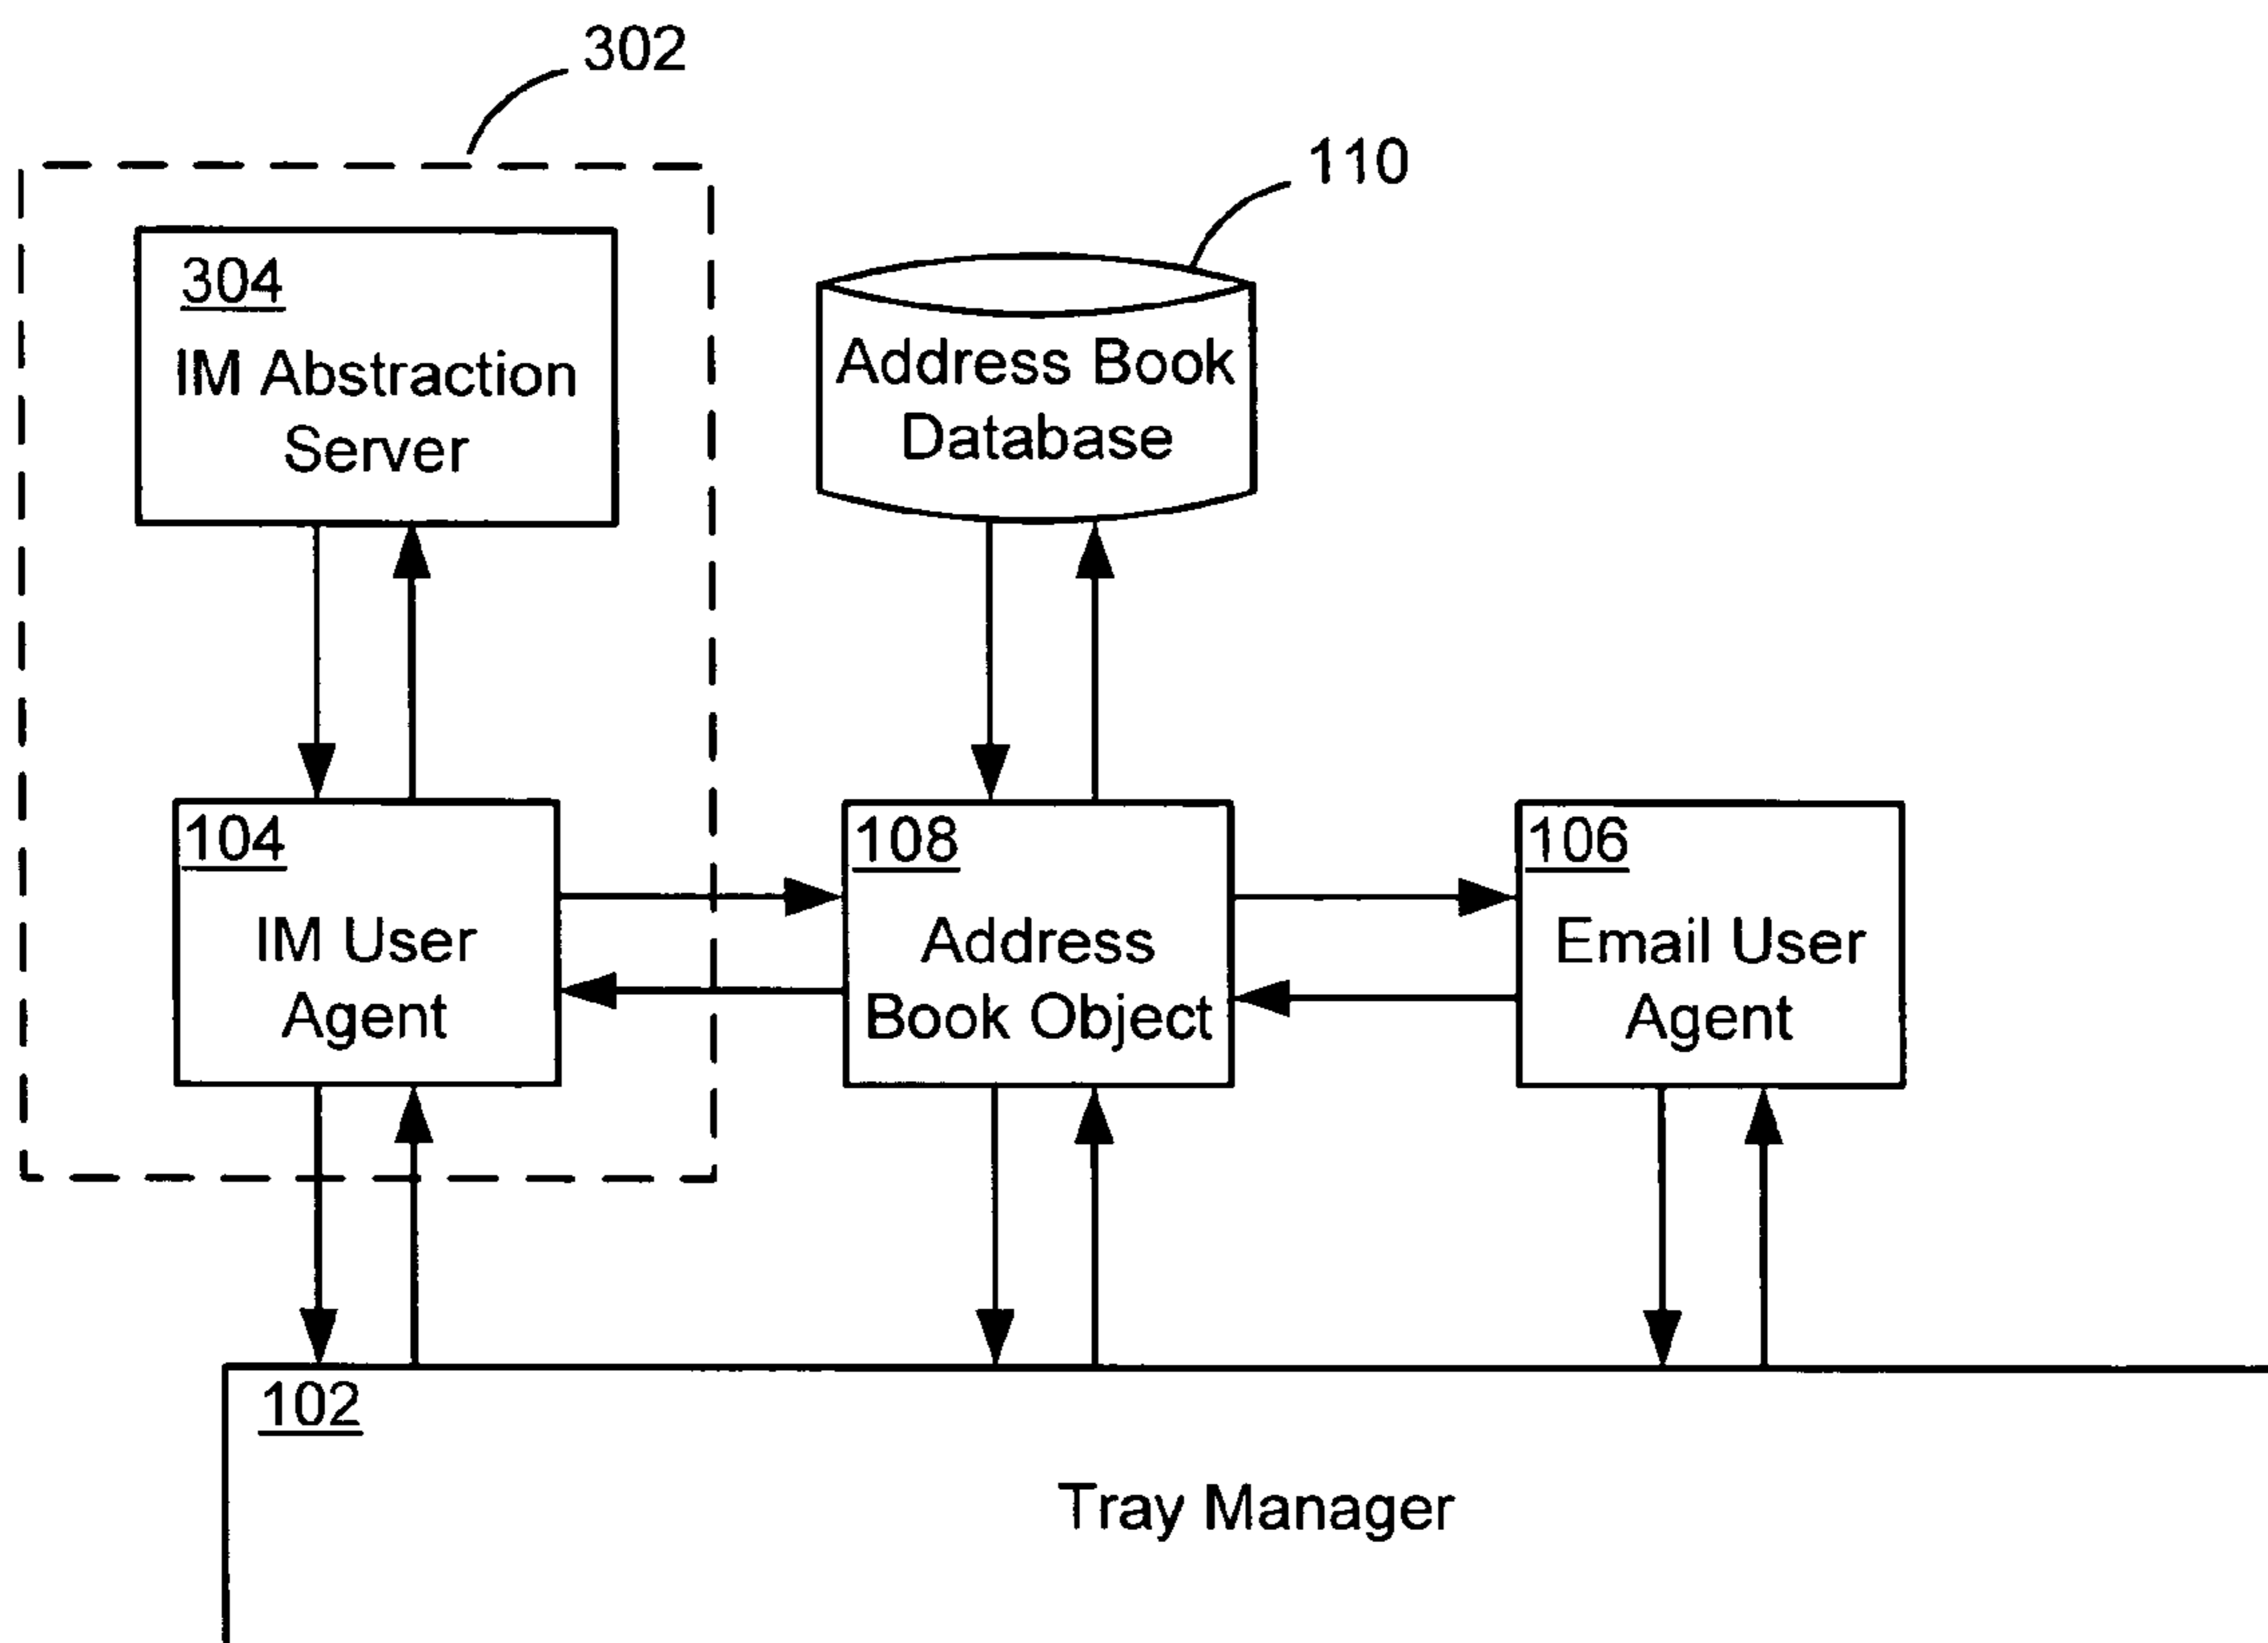 302
110
304
IM Abstraction
Server
Address Book
Database
104
IM User
Agent
108
Address
Book Object
106
Email User
Agent
102
Tray Manager